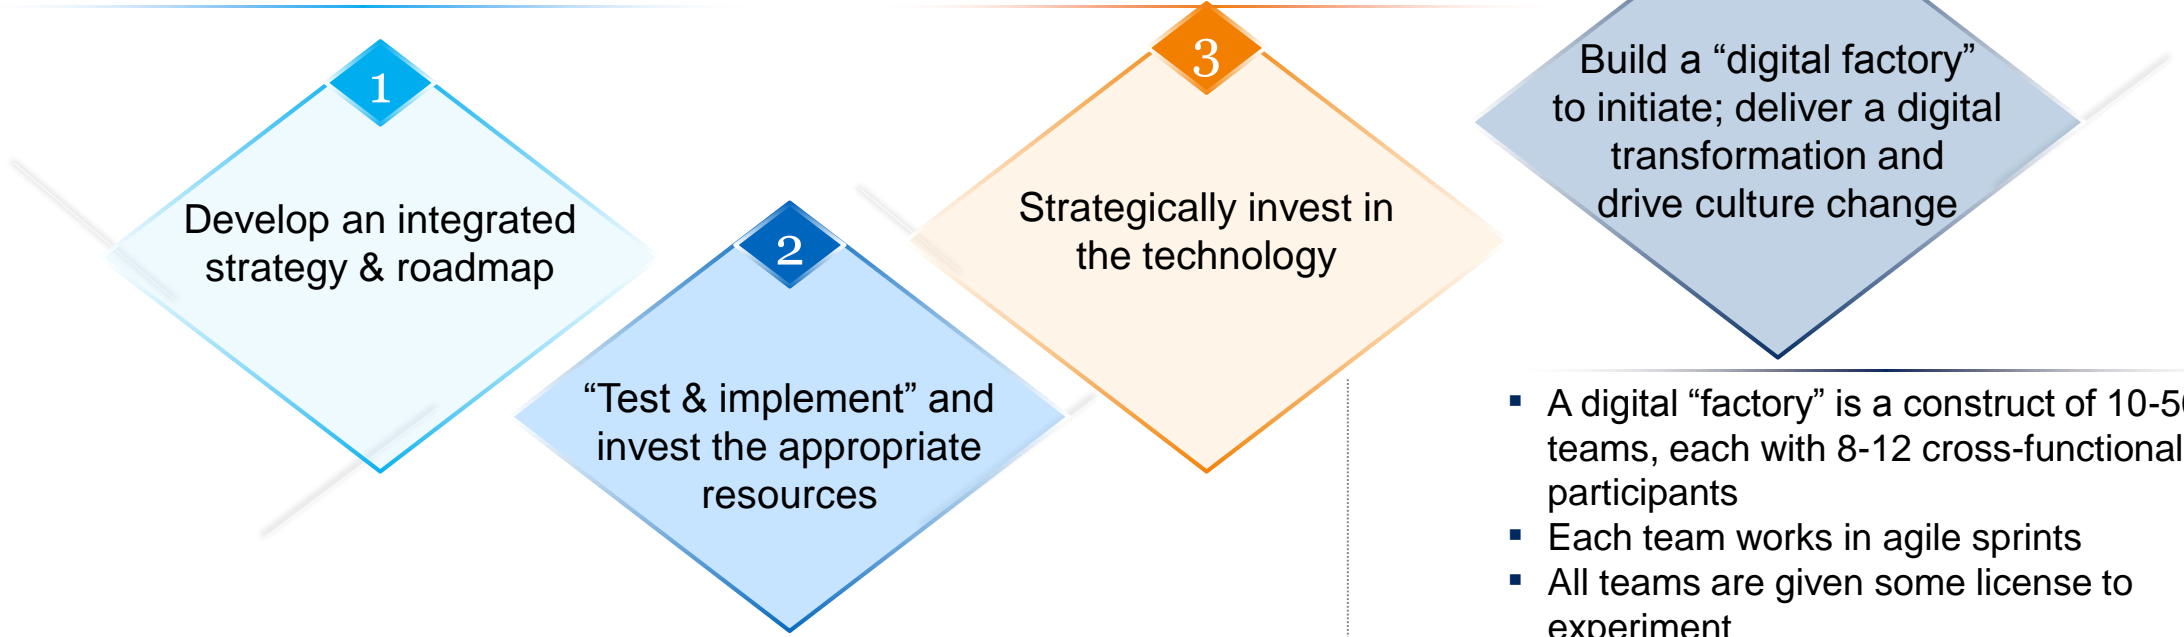 1
Develop an integrated
strategy & roadmap
2
“Test & implement” and
invest the appropriate
resources
3
Strategically invest in
the technology
Build a “digital factory”
to initiate; deliver a digital
transformation and
drive culture change
▪ A digital “factory” is a construct of
teams, each with 8-12 cross-functional
participants
▪ Each team works in agile sprints
▪ All teams are given some license to
experiment